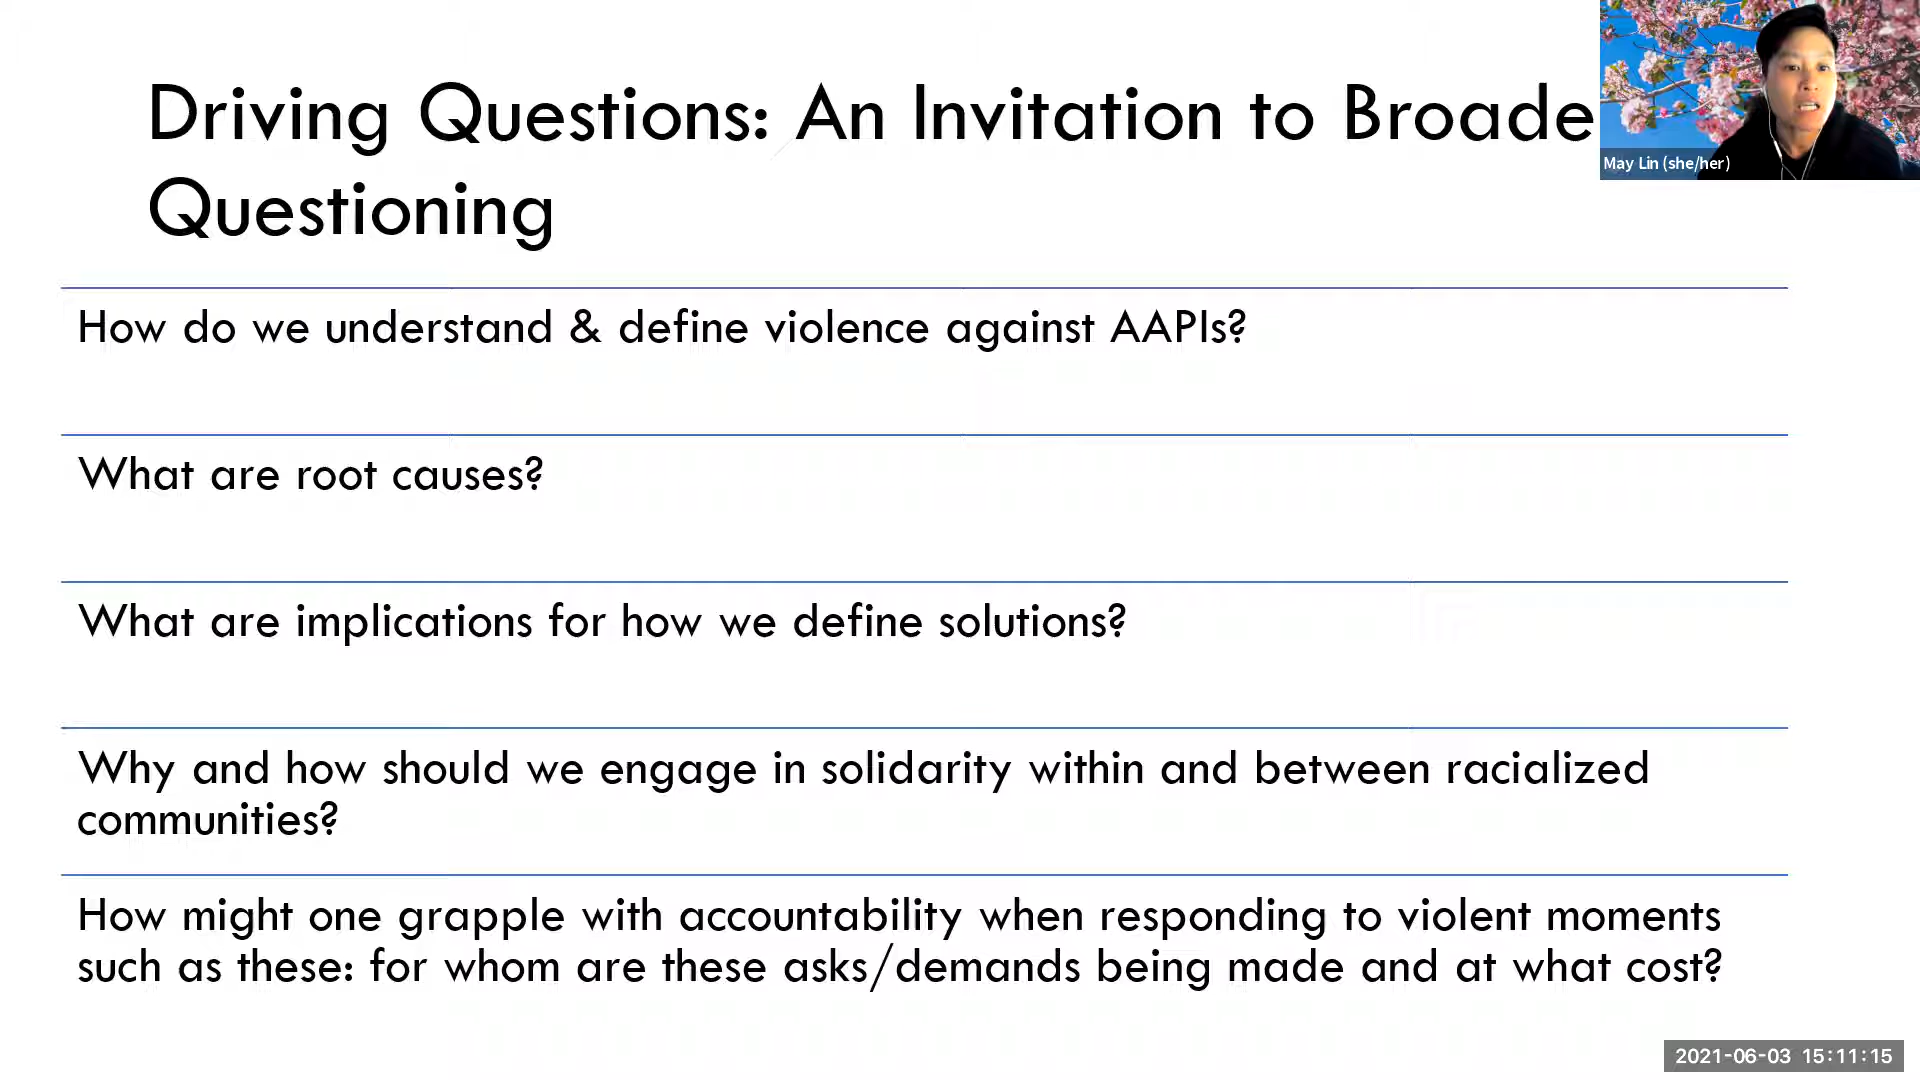 Driving Questions: An Invitation to Broade
Questioning
May Lin (she/her)
How do we understand & define violence against AAPIs?
What are root causes?
What are implications for how we define solutions?
Why and how should we engage in solidarity within and between racialized
communities?
How might one grapple with accountability when responding to violent moments
such as these: for whom are these asks/demands being made and at what cost?
2021-06-03 15:11:15